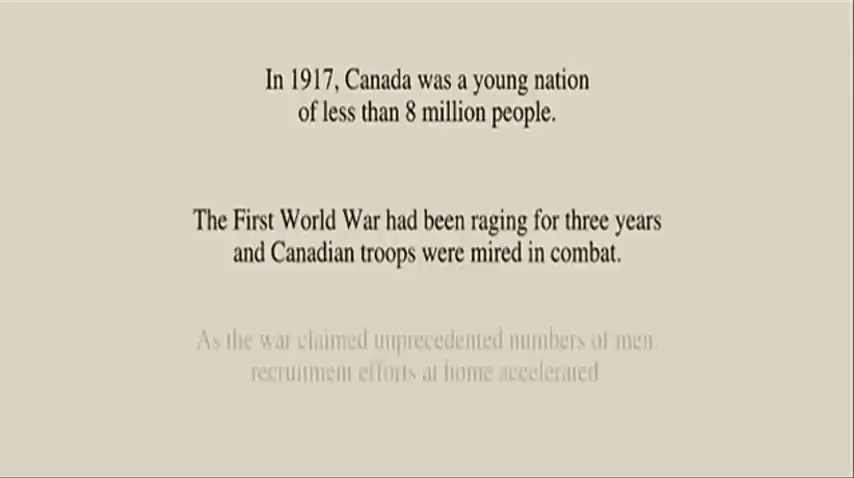 In 1917, Canada was a young nation
of less than 8 million people.
The First World War had been raging for three years
and Canadian troops were mired in combat.
As the war claimed unprecedented numbers of men,
recruitment efforts at home accelerated